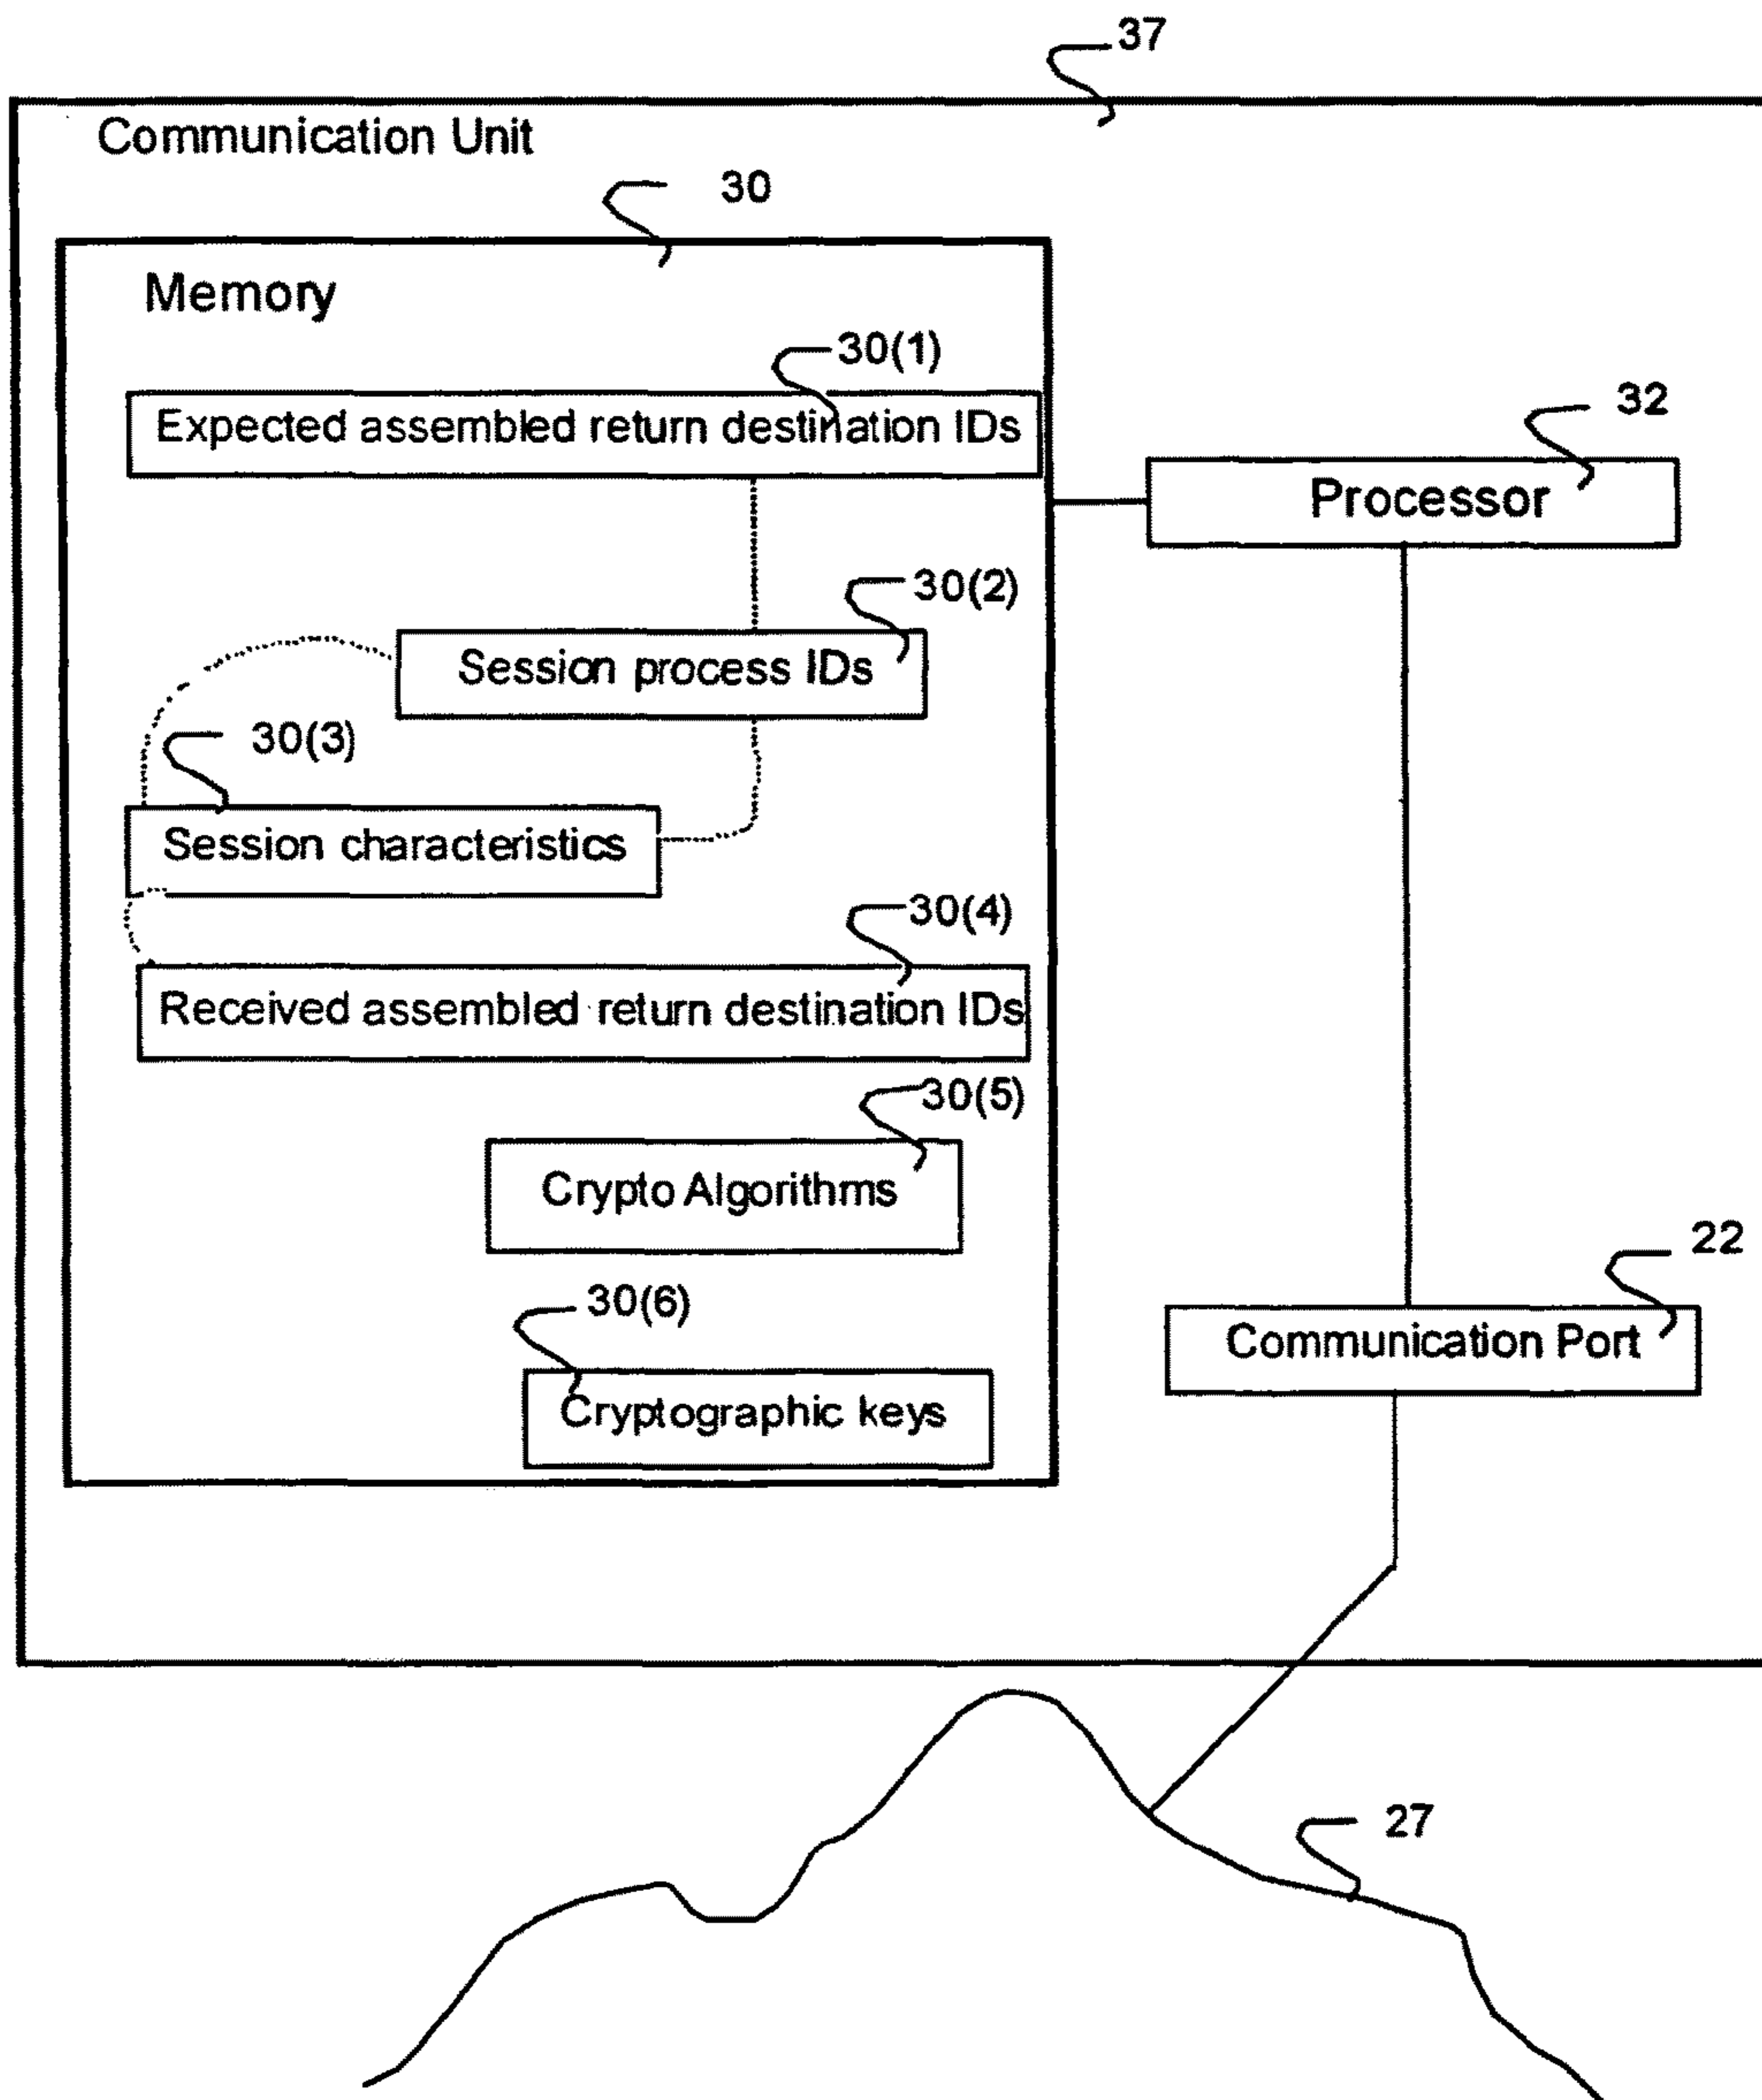 37
Communication Unit
30
Memory
30(1)
Expected assembled return destination IDs
32
Processor
30(2)
Session process IDs
30(3)
Session characteristics
30(4)
Received assembled return destination IDs
30(5)
Crypto Algorithms
22
Communication Port
30(6)
Cryptographic keys
27